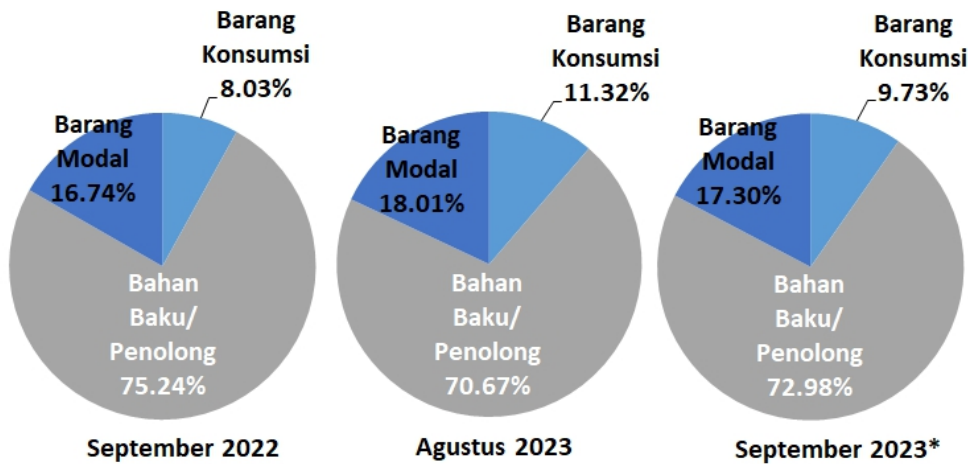 Barang
Konsumsi
8.03%
Barang
Modal
16.74%
Bahan
Baku/
Penolong
75.24%
September 2022
Barang
Konsumsi
11.32%
Barang
Modal
18.01%
Bahan
Baku/
Penolong
70.67%
Agustus 2023
Barang
Konsumsi
9.73%
Barang
Modal
17.30%
Bahan
Baku/
Penolong
72.98%
September 2023*